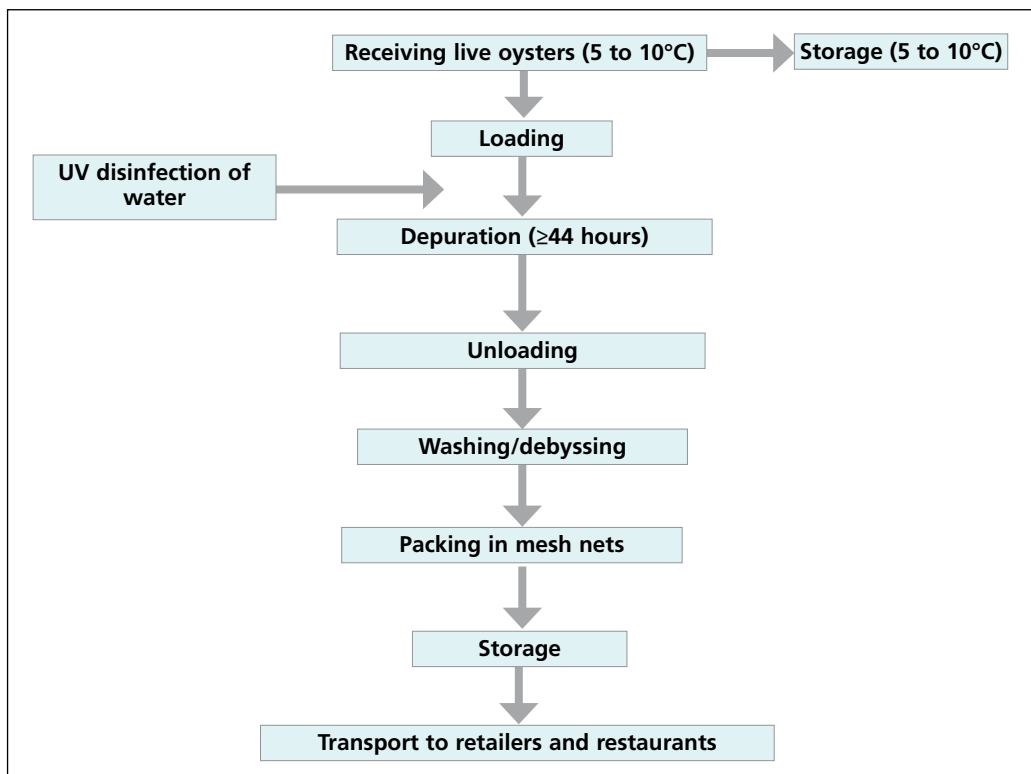 Receiving live oysters (5 to 10°C)
Storage (5 to 10°C)
Loading
UV disinfection of
water
Depuration (≥44 hours)
Unloading
Washing/debyssing
Packing in mesh nets
Storage
Transport to retailers and restaurants